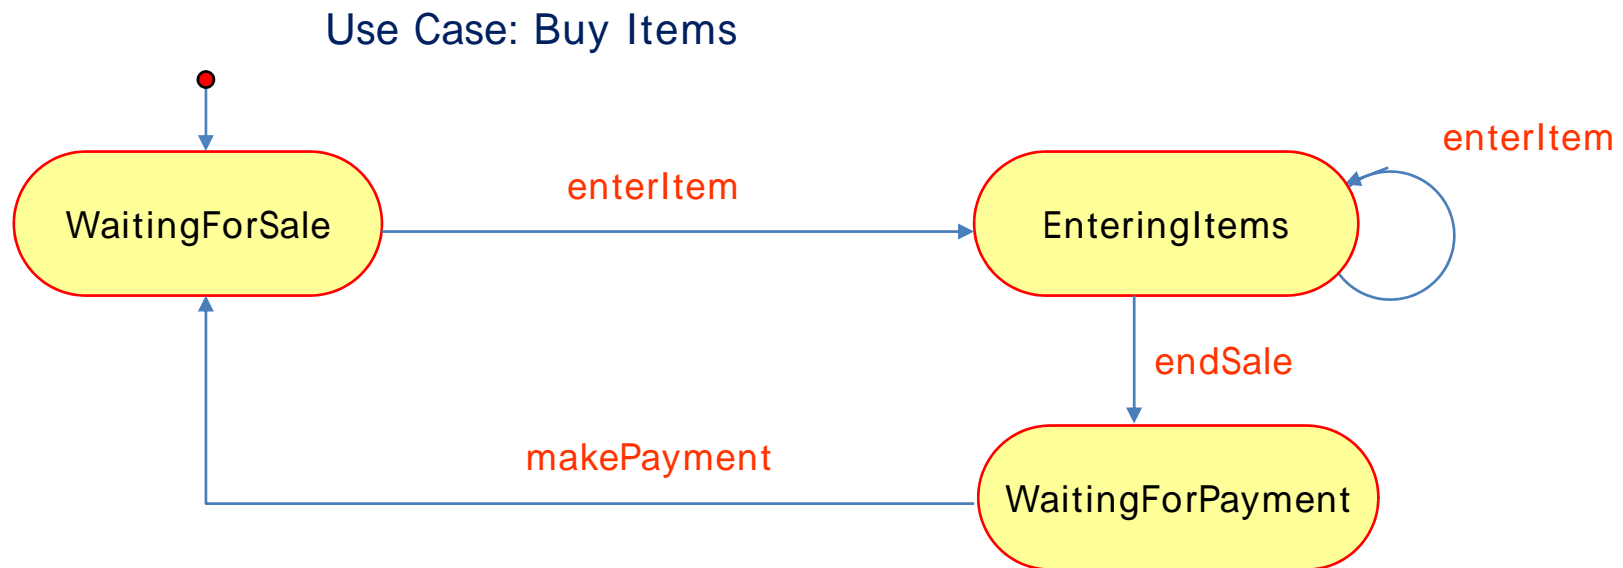 Use Case: Buy Items
enterItem
enterItem
WaitingForSale
EnteringItems
endSale
makePayment
WaitingForPayment